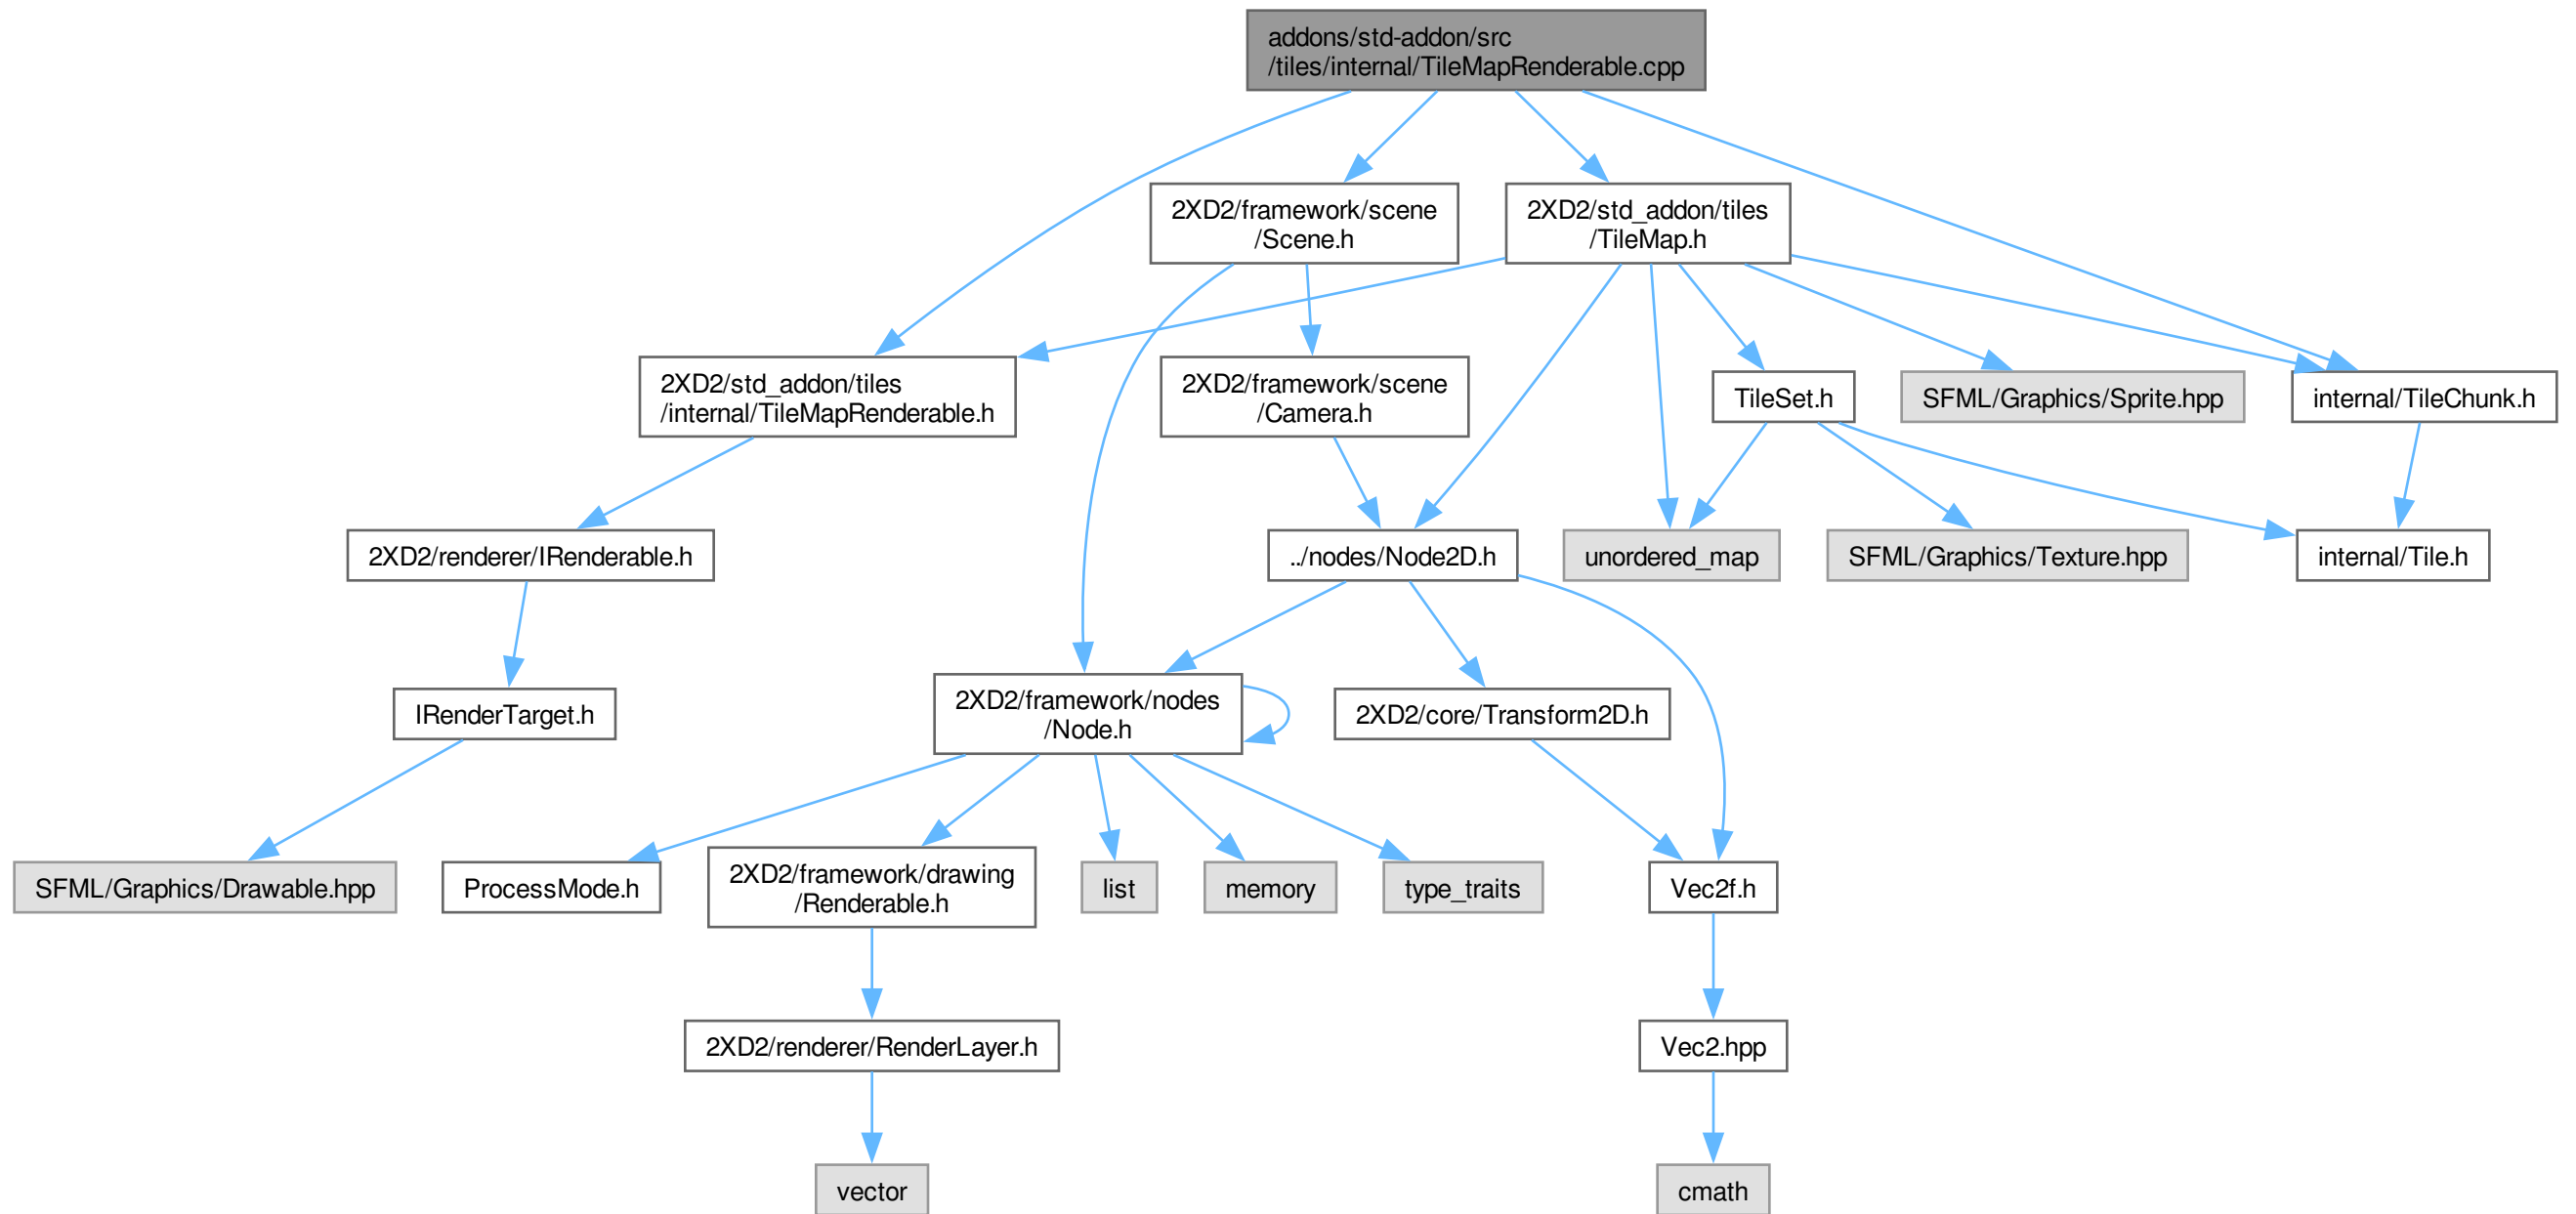 addons/std-addon/src
/tiles/internal/TileMapRenderable.cpp
2XD2/framework/scene
/Scene.h
2XD2/std_addon/tiles
/TileMap.h
2XD2/std_addon/tiles
/internal/TileMapRenderable.h
2XD2/framework/scene
/Camera.h
TileSet.h
SFML/Graphics/Sprite.hpp
internal/TileChunk.h
2XD2/renderer/IRenderable.h
../nodes/Node2D.h
unordered_map
SFML/Graphics/Texture.hpp
internal/Tile.h
IRenderTarget.h
2XD2/framework/nodes
/Node.h
2XD2/core/Transform2D.h
SFML/Graphics/Drawable.hpp
ProcessMode.h
2XD2/framework/drawing
/Renderable.h
list
memory
type_traits
Vec2f.h
2XD2/renderer/RenderLayer.h
Vec2.hpp
vector
cmath